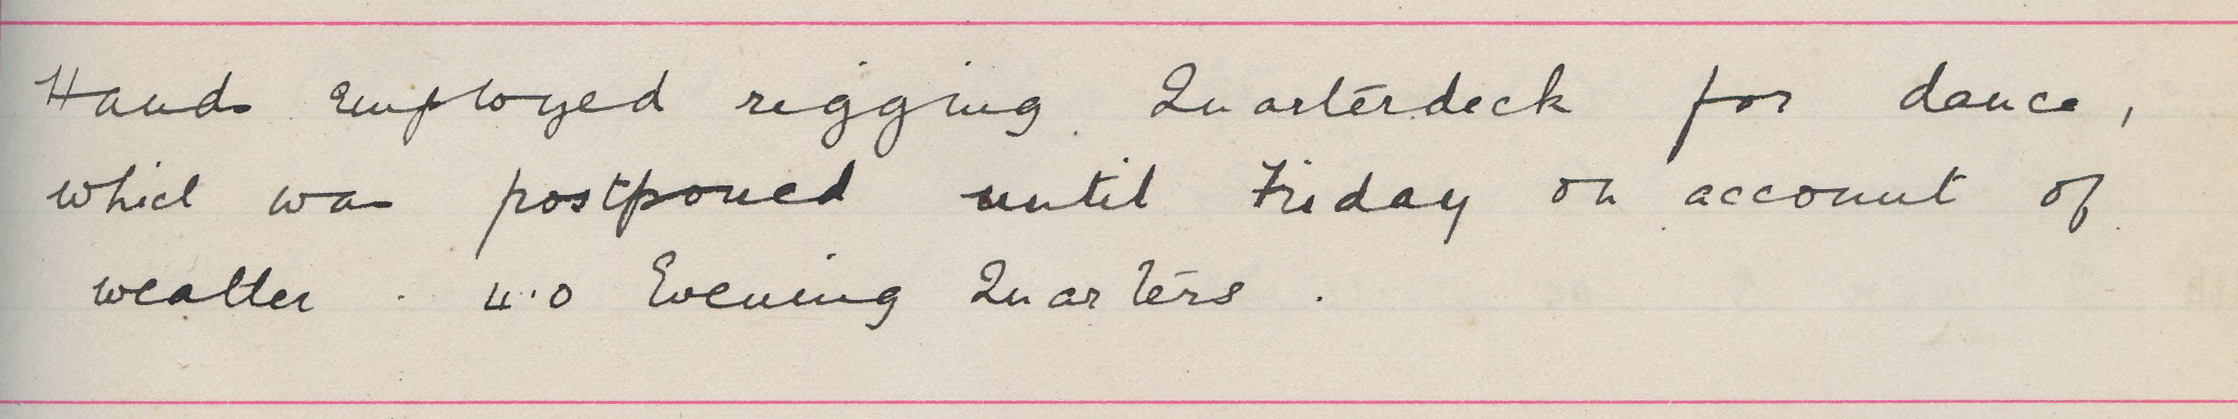 Hands employed rigging Quarterdeck for dance,
which was postponed until Friday on account of
weather. 4.0 Evening Quarters.